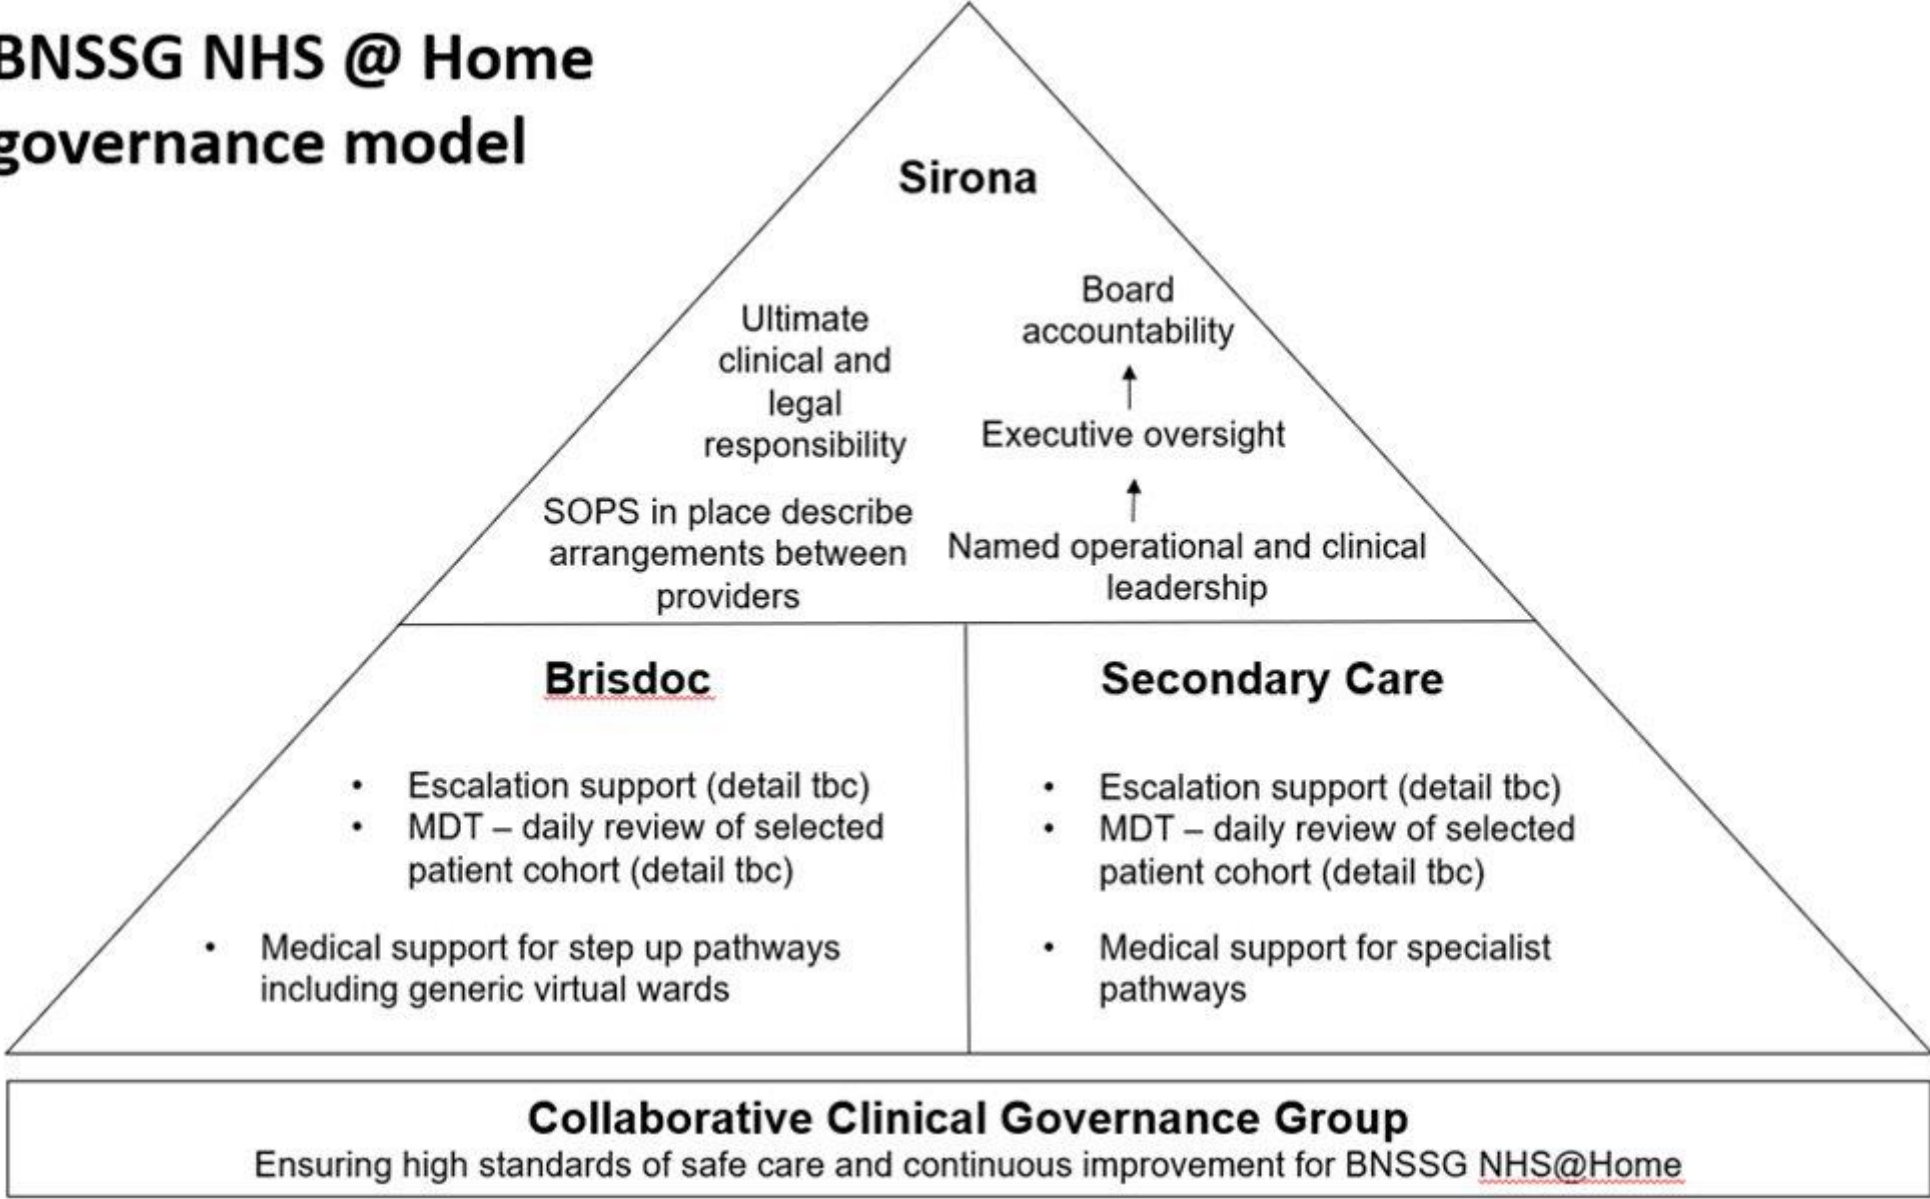 BNSSG NHS @ Home
governance model
Sirona
Ultimate
clinical and
legal
responsibility
SOPS in place describe
arrangements between
providers
Board
accountability
Executive oversight
Named operational and clinical
leadership
Brisdoc
• Escalation support (detail tbc)
• MDT – daily review of selected
patient cohort (detail tbc)
• Medical support for step up pathways
including generic virtual wards
Secondary Care
• Escalation support (detail tbc)
• MDT – daily review of selected
patient cohort (detail tbc)
• Medical support for specialist
pathways
Collaborative Clinical Governance Group
Ensuring high standards of safe care and continuous improvement for BNSSG NHS@Home